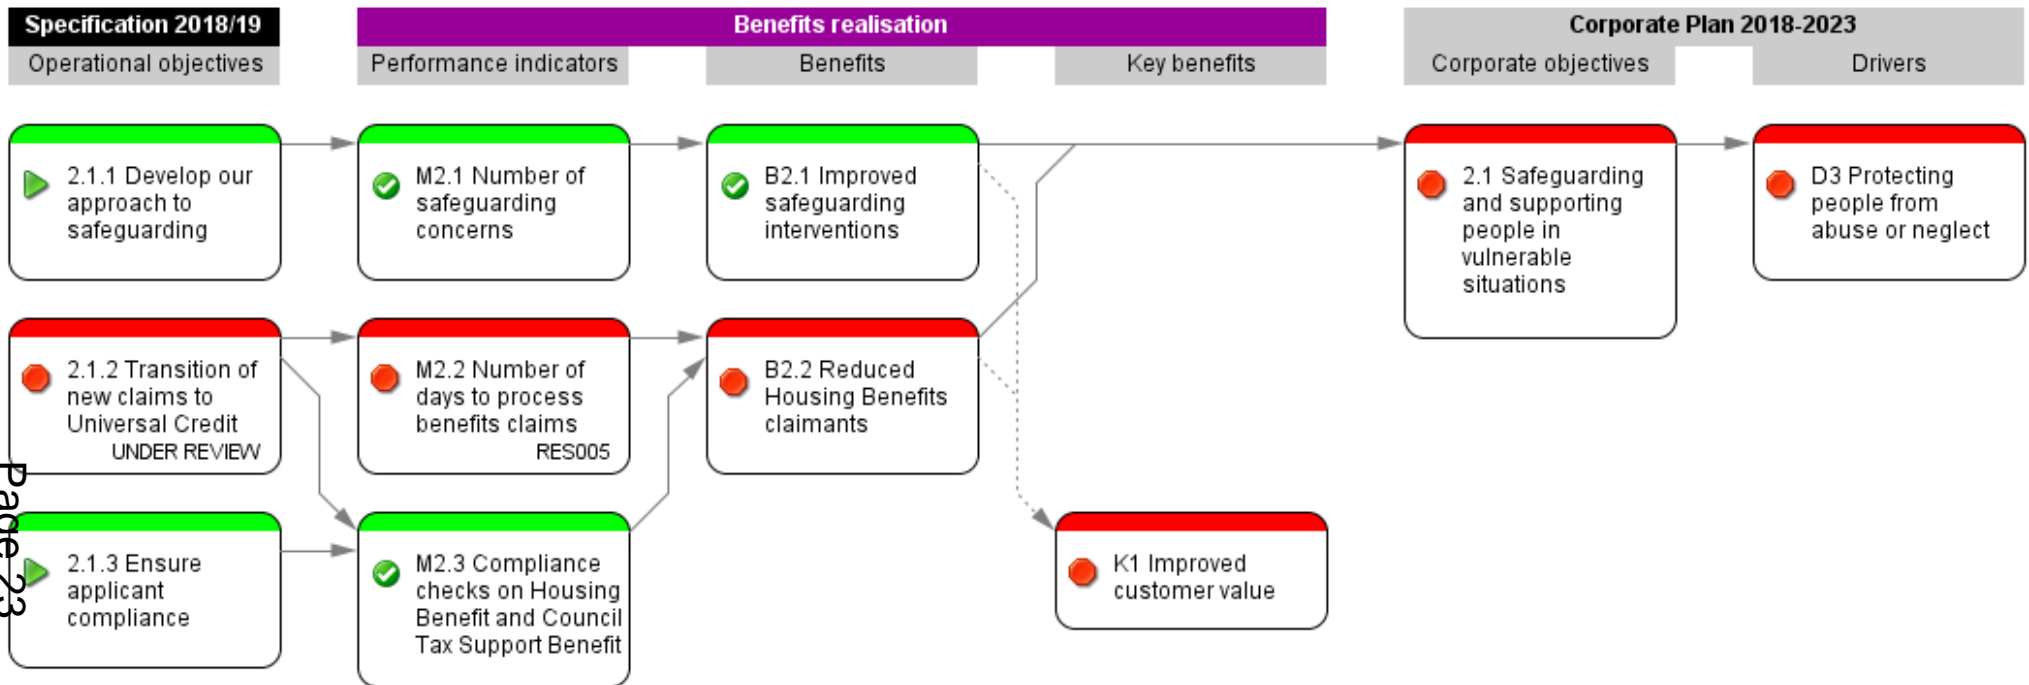 Specification 2018/19
Benefits realisation
Corporate Plan 2018-2023
Operational objectives
Performance indicators
Benefits
Key benefits
Corporate objectives
Drivers
2.1.1 Develop our
approach to
safeguarding
M2.1 Number of
safeguarding
concerns
B2.1 Improved
safeguarding
interventions
2.1 Safeguarding
and supporting
people in
vulnerable
situations
D3 Protecting
people from
abuse or neglect
2.1.2 Transition of
new claims to
Universal Credit
UNDER REVIEW
M2.2 Number of
days to process
benefits claims
RES005
B2.2 Reduced
Housing Benefits
claimants
2.1.3 Ensure
applicant
compliance
M2.3 Compliance
checks on Housing
Benefit and Council
Tax Support Benefit
K1 Improved
customer value
Page 23